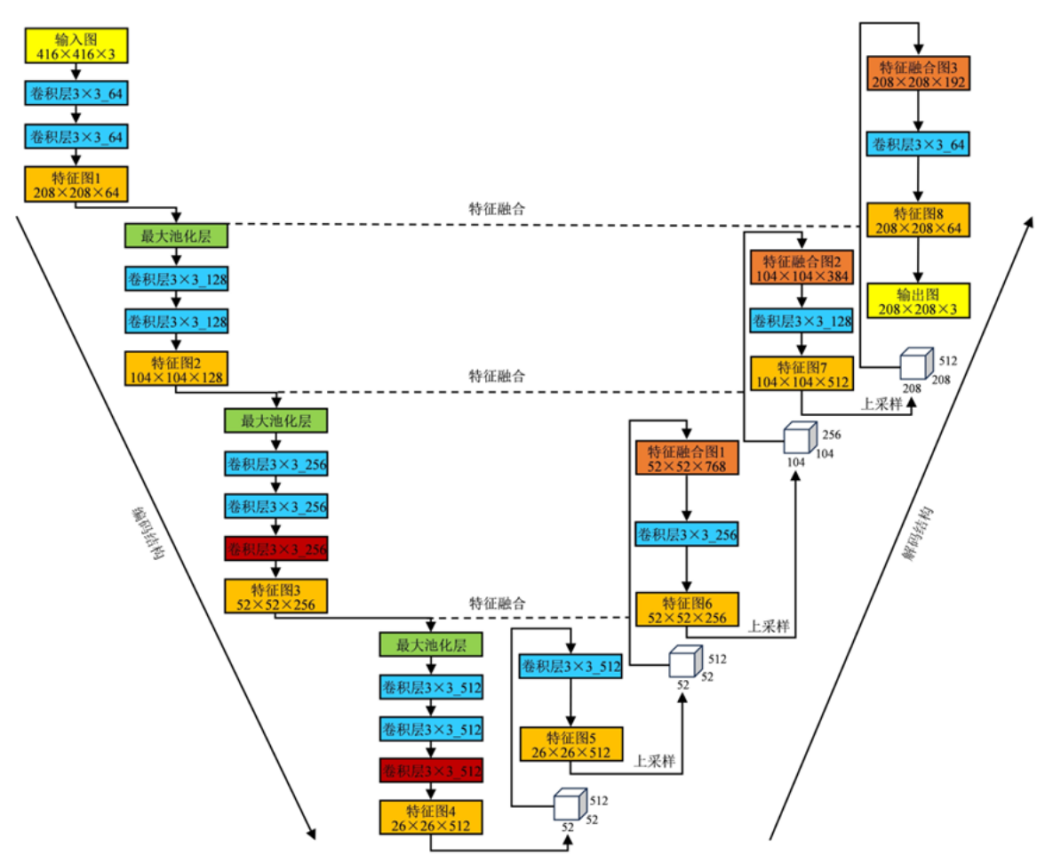 输入图
416×416×3
卷积层3×3_64
卷积层3×3_64
特征图1
208×208×64
最大池化层
卷积层3×3_128
卷积层3×3_128
特征图2
104×104×128
最大池化层
卷积层3×3_256
卷积层3×3_256
卷积层3×3_256
特征图3
52×52×256
最大池化层
卷积层3×3_512
卷积层3×3_512
卷积层3×3_512
特征图4
26×26×512
编码结构
特征融合
特征融合
特征融合
512
52
52
卷积层3×3_512
特征图5
26×26×512
上采样
512
52
52
特征融合图1
52×52×768
卷积层3×3_256
特征图6
52×52×256
上采样
256
104
104
特征融合图2
104×104×384
卷积层3×3_128
特征图7
104×104×512
上采样
512
208
208
特征融合图3
208×208×192
卷积层3×3_64
特征图8
208×208×64
输出图
208×208×3
解码结构